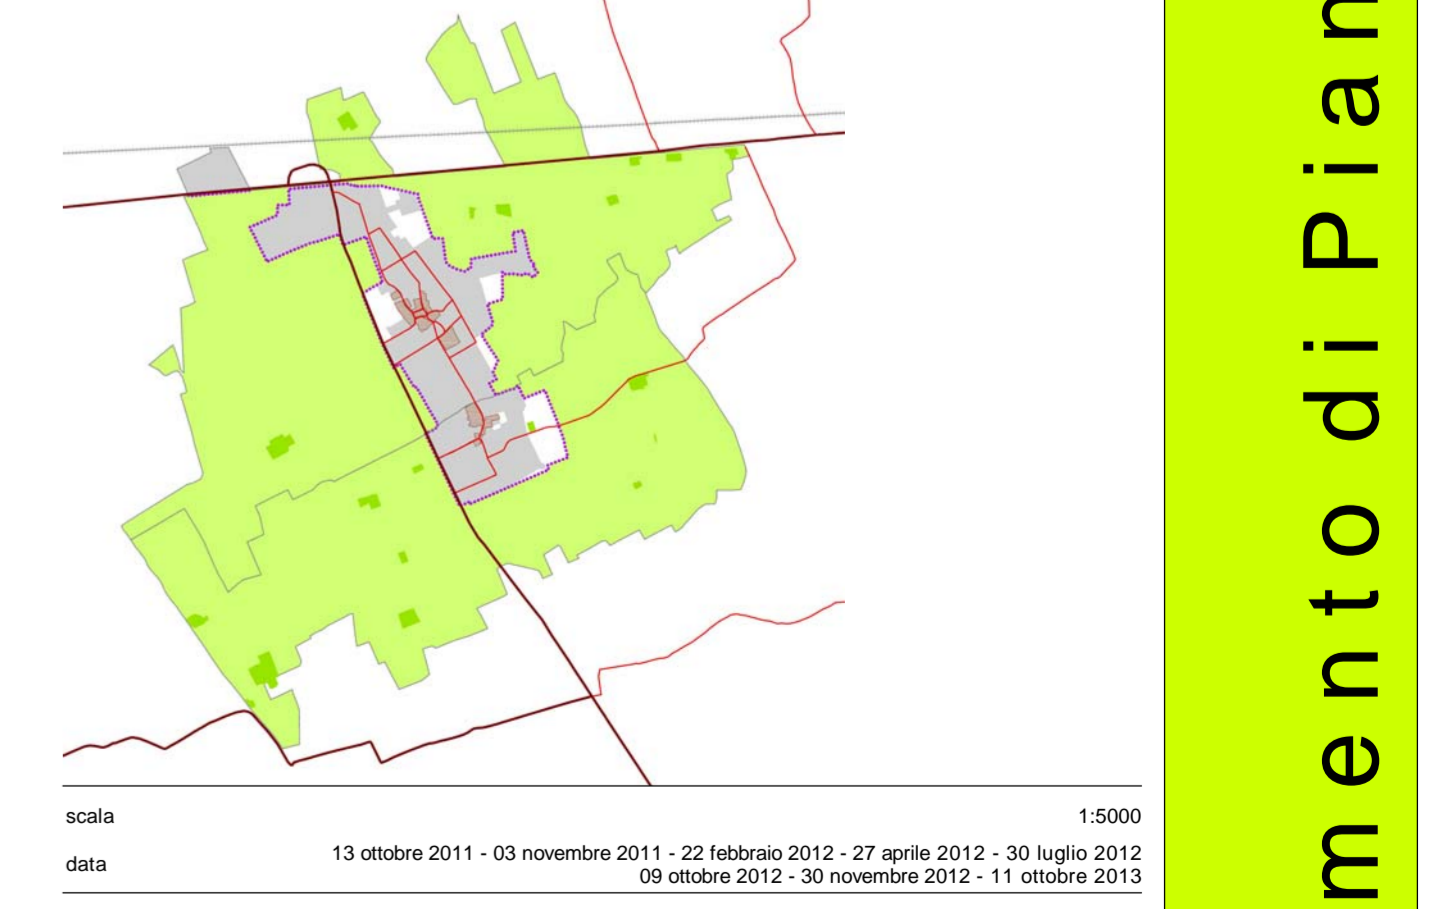 scala 1:5000
data 13 ottobre 2011 - 03 novembre 2011 - 22 febbraio 2012 - 27 aprile 2012 - 30 luglio 2012
09 ottobre 2012 - 30 novembre 2012 - 11 ottobre 2013
mento di Pian